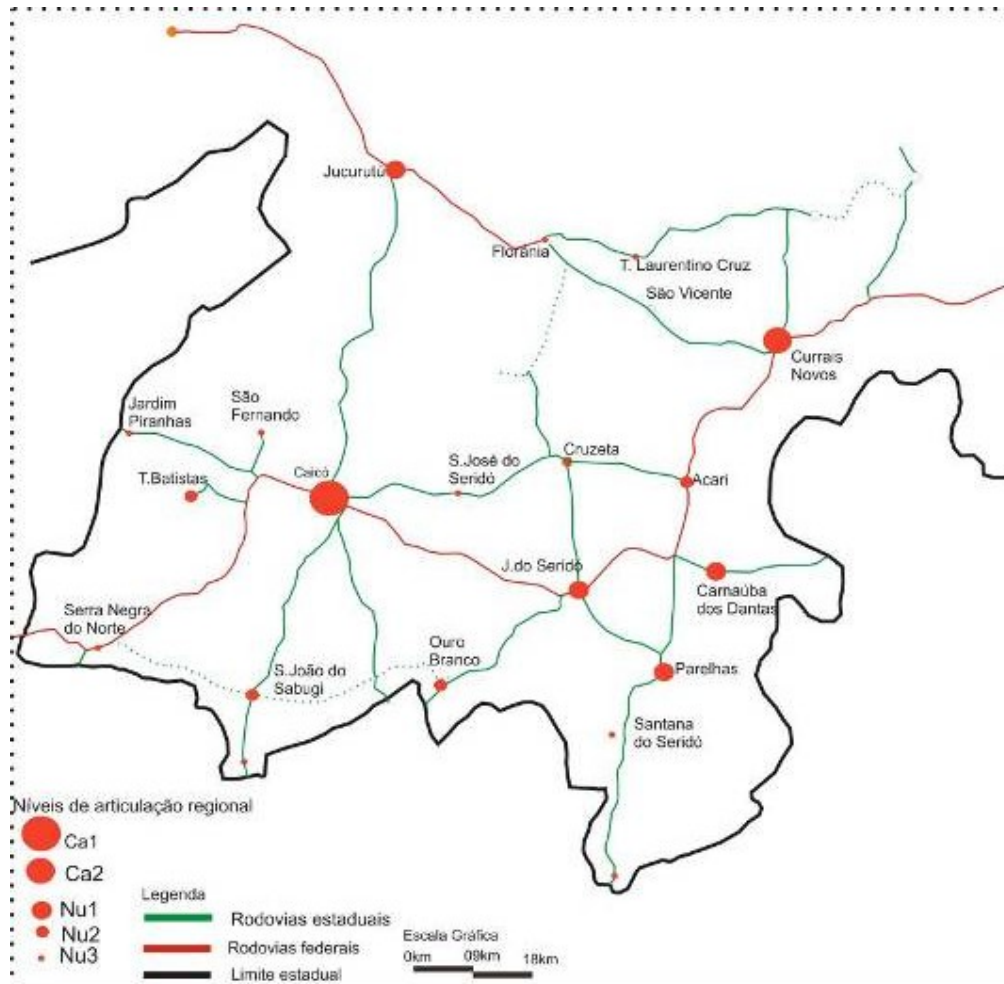 Jucurutú
Florânia
T. Laurentino Cruz
São Vicente
Currais
Novos
Jardim
Piranhas
São
Fernando
T.Batistas
Caicó
S.José do
Seridó
Cruzeta
Acari
J.do Seridó
Carnaúba
dos Dantas
Serra Negra
do Norte
S.João do
Sabugi
Ouro
Branco
Parelhas
Santana
do Seridó
Níveis de articulação regional
Ca1
Ca2
Nu1
Nu2
Nu3
Legenda
Rodovias estaduais
Rodovias federais
Limite estadual
Escala Gráfica
0km 09km 18km